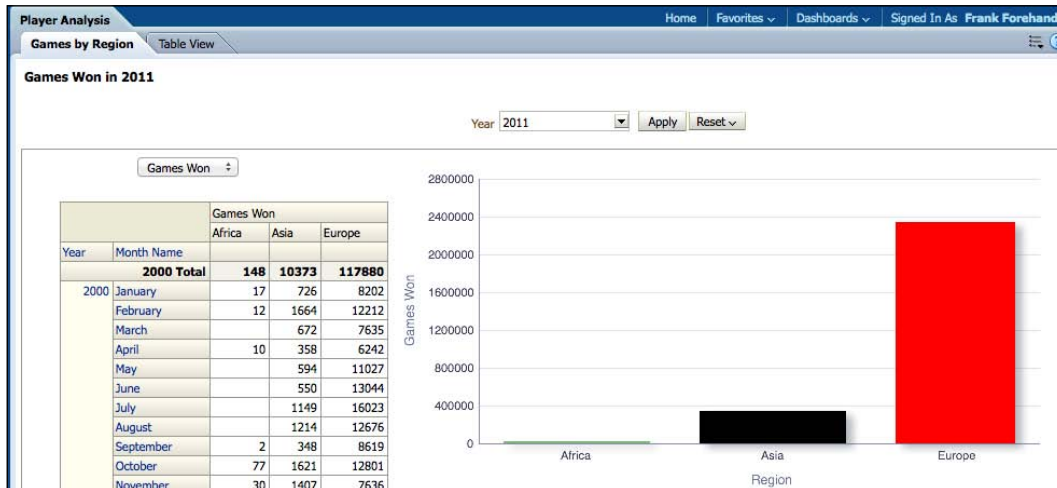 Player Analysis
Home Favorites Dashboards Signed In As Frank Forehand
Games by Region Table View
Games Won in 2011
Year 2011 Apply Reset
Games Won
Games Won
Africa Asia Europe
Year Month Name
2000 Total 148 10373 117880
2000 January 17 726 8202
February 12 1664 12212
March 672 7635
April 10 358 6242
May 594 11027
June 550 13044
July 1149 16023
August 1214 12676
September 2 348 8619
October 77 1621 12801
November 30 1407 7636
2800000
2400000
2000000
1600000
1200000
800000
400000
0
Games Won
Africa Asia Europe
Region